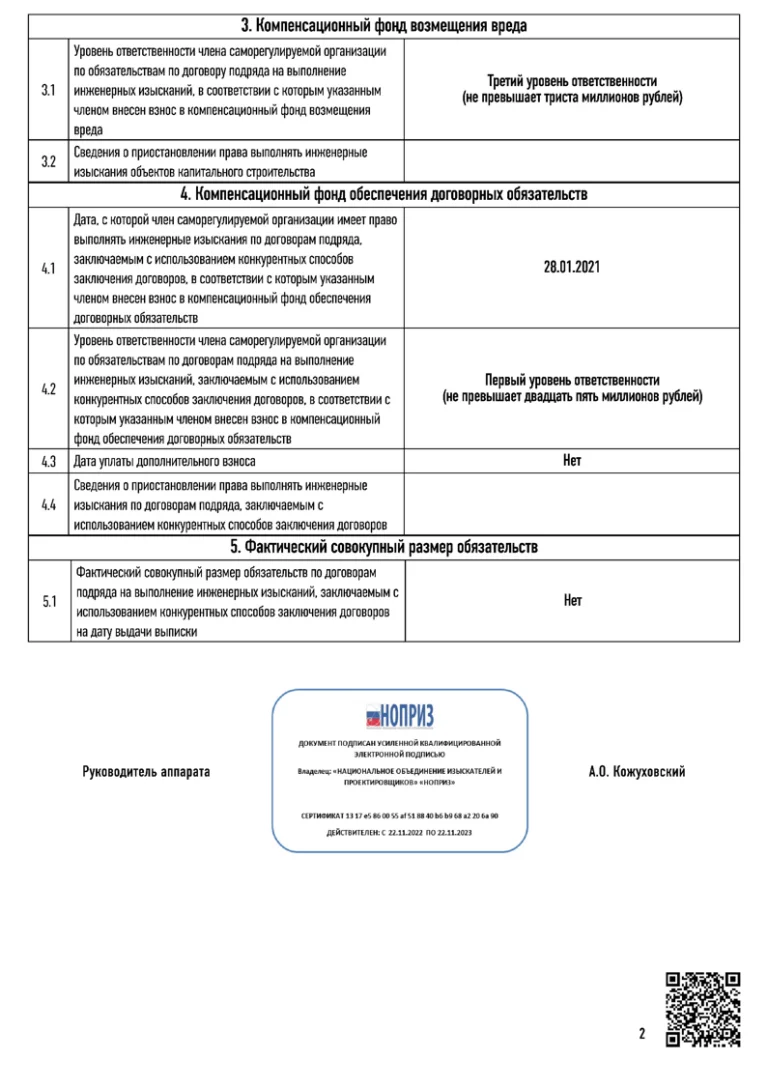 3. Компенсационный фонд возмещения вреда
3.1
Уровень ответственности члена саморегулируемой организации
по обязательствам по договору подряда на выполнение
инженерных изысканий, в соответствии с которым указанным
членом внесен взнос в компенсационный фонд возмещения
вреда
Третий уровень ответственности
(не превышает триста миллионов рублей)
3.2
Сведения о приостановлении права выполнять инженерные
изыскания объектов капитального строительства
4. Компенсационный фонд обеспечения договорных обязательств
4.1
Дата, с которой член саморегулируемой организации имеет право
выполнять инженерные изыскания по договорам подряда,
заключаемым с использованием конкурентных способов
заключения договоров, в соответствии с которым указанным
членом внесен взнос в компенсационный фонд обеспечения
договорных обязательств
28.01.2021
4.2
Уровень ответственности члена саморегулируемой организации
по обязательствам по договорам подряда на выполнение
инженерных изысканий, заключаемым с использованием
конкурентных способов заключения договоров, в соответствии с
которым указанным членом внесен взнос в компенсационный
фонд обеспечения договорных обязательств
Первый уровень ответственности
(не превышает двадцать пять миллионов рублей)
4.3
Дата уплаты дополнительного взноса
Нет
4.4
Сведения о приостановлении права выполнять инженерные
изыскания по договорам подряда, заключаемым с
использованием конкурентных способов заключения договоров
5. Фактический совокупный размер обязательств
5.1
Фактический совокупный размер обязательств по договорам
подряда на выполнение инженерных изысканий, заключаемым с
использованием конкурентных способов заключения договоров
на дату выдачи выписки
Нет
Руководитель аппарата
НОПРИЗ
ДОКУМЕНТ ПОДПИСАН УСИЛЕННОЙ КВАЛИФИЦИРОВАННОЙ
ЭЛЕКТРОННОЙ ПОДПИСЬЮ
Владелец: «НАЦИОНАЛЬНОЕ ОБЪЕДИНЕНИЕ ИЗЫСКАТЕЛЕЙ И
ПРОЕКТИРОВЩИКОВ» «НОПРИЗ»
СЕРТИФИКАТ 13 17 e5 86 00 55 af 51 88 40 b6 b9 68 a2 20 6a 90
ДЕЙСТВИТЕЛЕН: С 22.11.2022 ПО 22.11.2023
А.О. Кожуховский
2